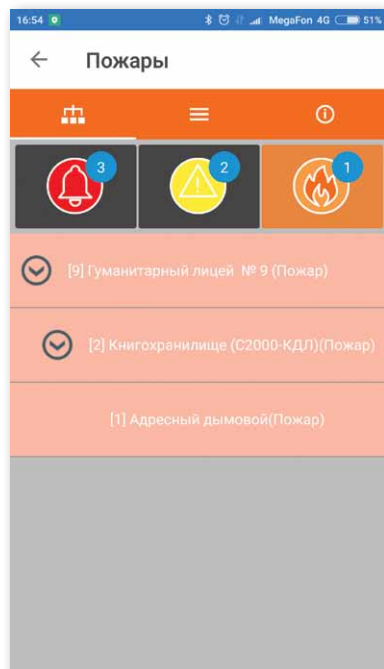 16:54 MegaFon 4G 51%
Пожары
3 2 1
[9] Гуманитарный лицей № 9 (Пожар)
[2] Книгохранилище (С2000-КДЛ)(Пожар)
[1] Адресный дымовой(Пожар)